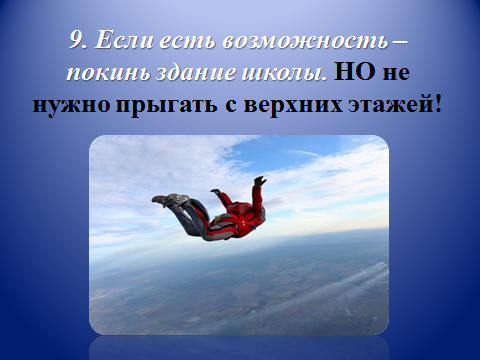 9. Если есть возможность –
покинь здание школы. НО не
нужно прыгать с верхних этажей!